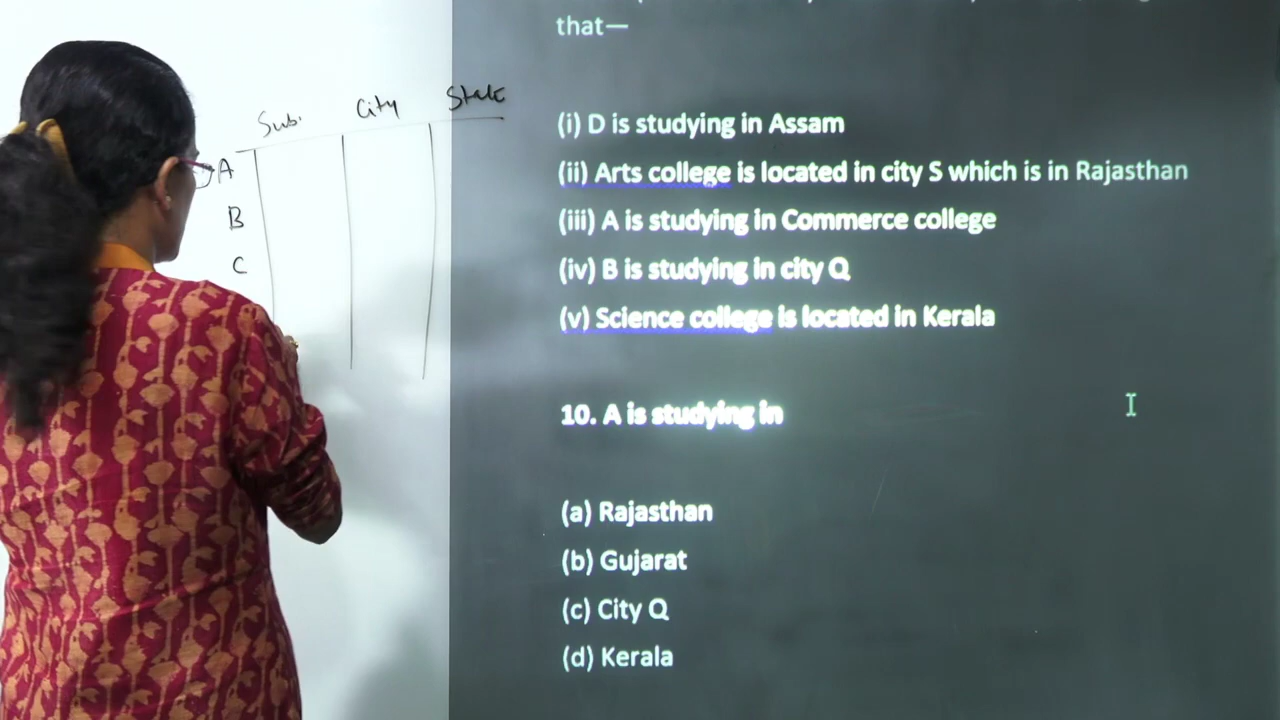 that—
(i) D is studying in Assam
(ii) Arts college is located in city S which is in Rajasthan
(iii) A is studying in Commerce college
(iv) B is studying in city Q
(v) Science college is located in Kerala
10. A is studying in
(a) Rajasthan
(b) Gujarat
(c) City Q
(d) Kerala
Sub. City State
A
B
C